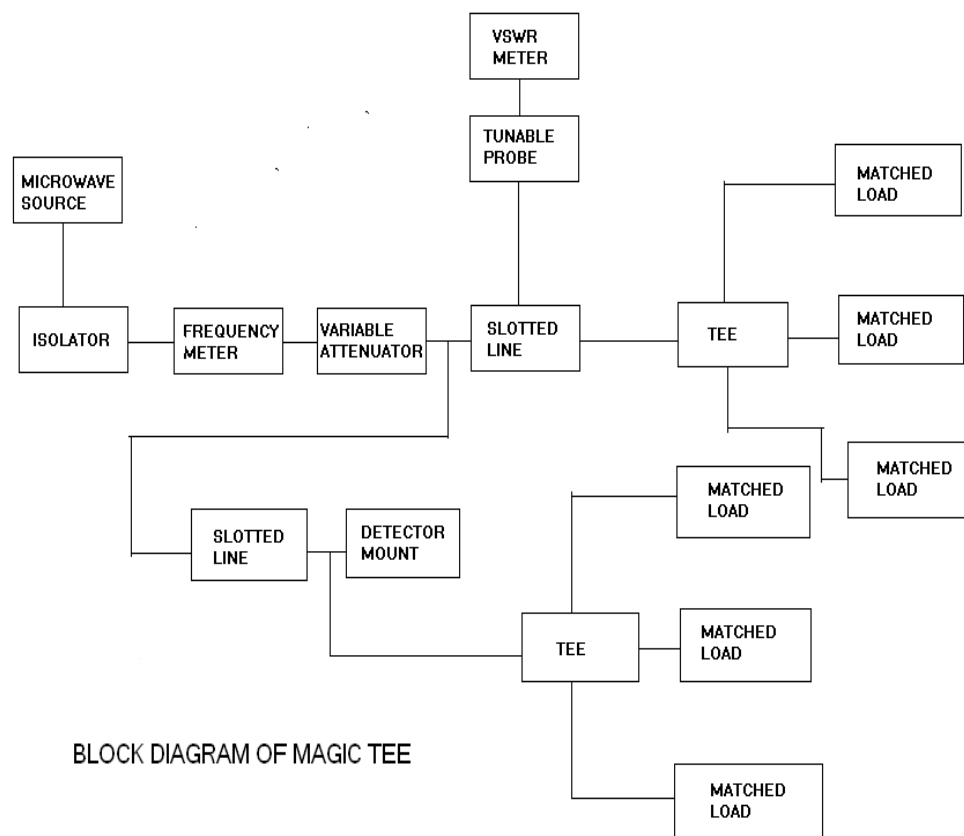 VSWR
METER
TUNABLE
PROBE
MICROWAVE
SOURCE
MATCHED
LOAD
ISOLATOR
FREQUENCY
METER
VARIABLE
ATTENUATOR
SLOTTED
LINE
TEE
MATCHED
LOAD
MATCHED
LOAD
MATCHED
LOAD
SLOTTED
LINE
DETECTOR
MOUNT
TEE
MATCHED
LOAD
BLOCK DIAGRAM OF MAGIC TEE
MATCHED
LOAD